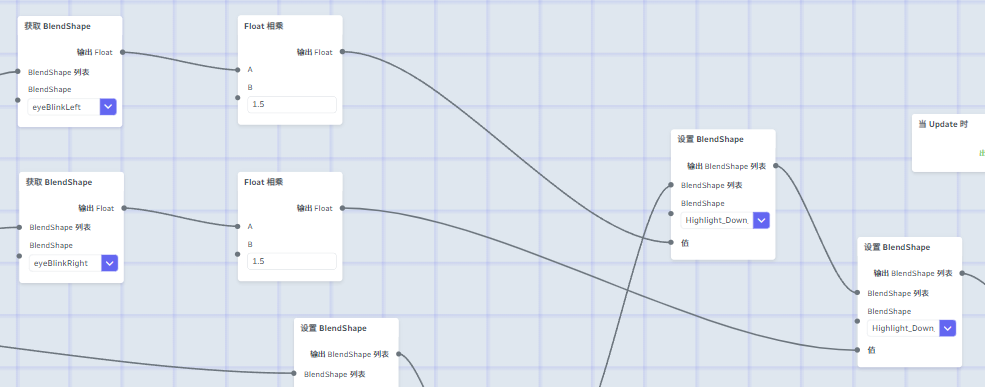 获取 BlendShape
输出 Float
BlendShape 列表
BlendShape
eyeBlinkLeft
Float 相乘
输出 Float
A
B
1.5
获取 BlendShape
输出 Float
BlendShape 列表
BlendShape
eyeBlinkRight
Float 相乘
输出 Float
A
B
1.5
设置 BlendShape
输出 BlendShape 列表
BlendShape 列表
设置 BlendShape
输出 BlendShape 列表
BlendShape 列表
BlendShape
Highlight_Down
值
当 Update 时
设置 BlendShape
输出 BlendShape 列表
BlendShape 列表
BlendShape
Highlight_Down
值